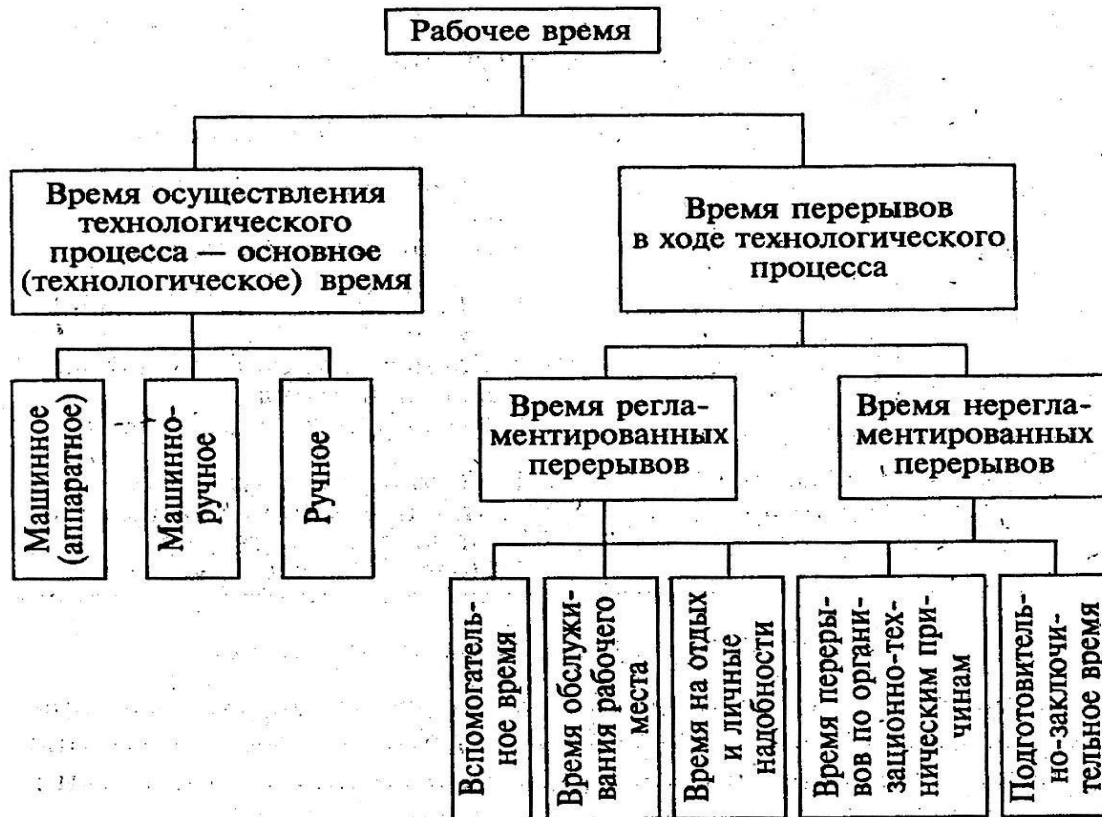 Рабочее время
Время осуществления
технологического
процесса — основное
(технологическое) время
Время перерывов
в ходе технологического
процесса
Машинное
(аппаратное)
Машинно-
ручное
Ручное
Время регла-
ментированных
перерывов
Время нерегла-
ментированных
перерывов
Вспомогатель-
ное время
Время обслужи-
вания рабочего
места
Время на отдых
и личные
надобности
Время переры-
вов по органи-
зационно-тех-
ническим при-
чинам
Подготовитель-
но-заключи-
тельное время